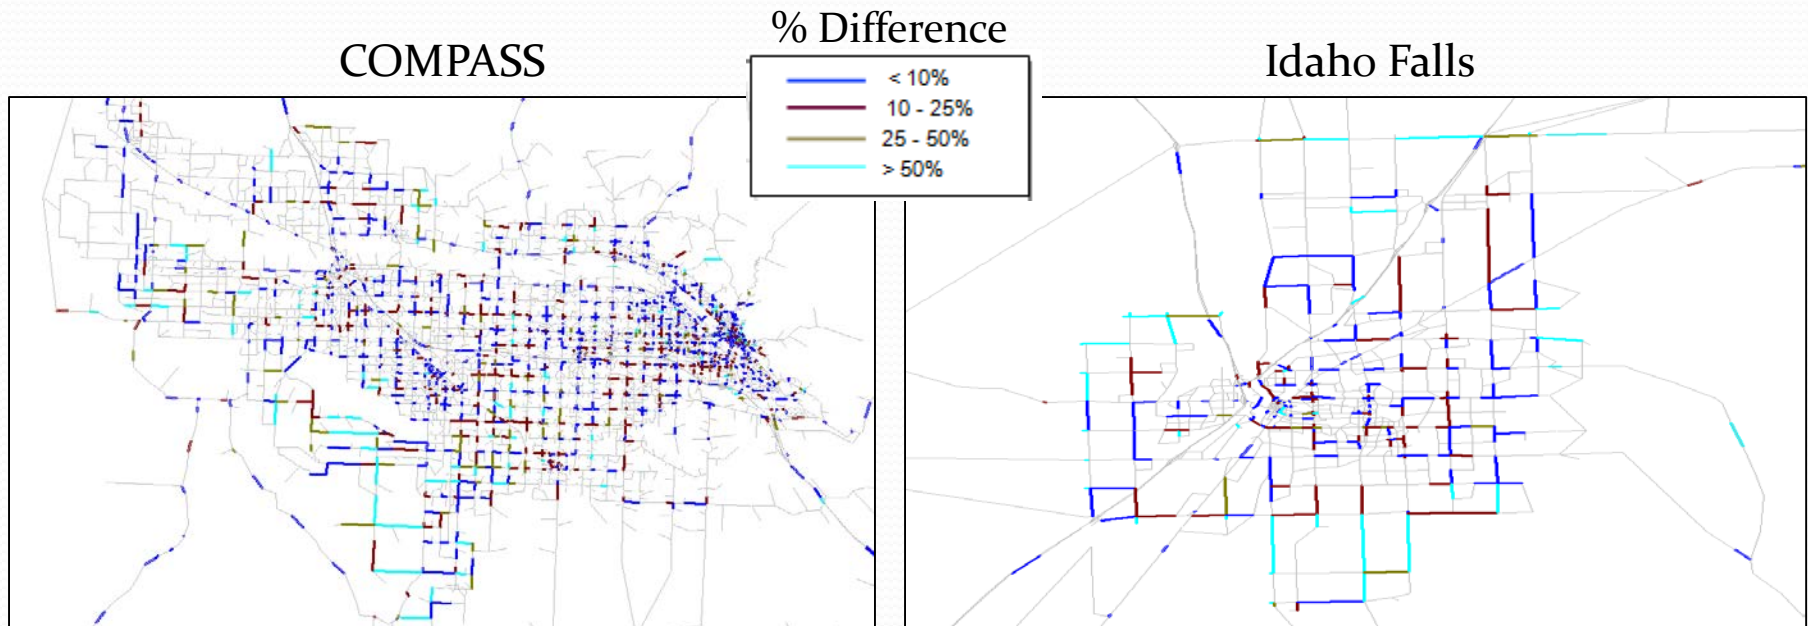 % Difference
COMPASS
Idaho Falls
< 10%
10 - 25%
25 - 50%
> 50%